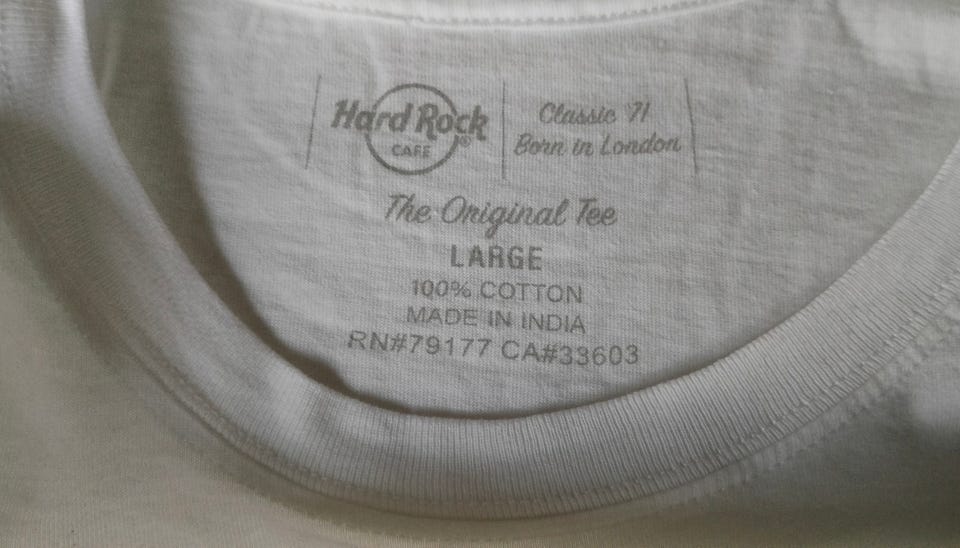 Hard Rock
CAFE
®
Classic '71
Born in London
The Original Tee
LARGE
100% COTTON
MADE IN INDIA
RN#79177 CA#33603